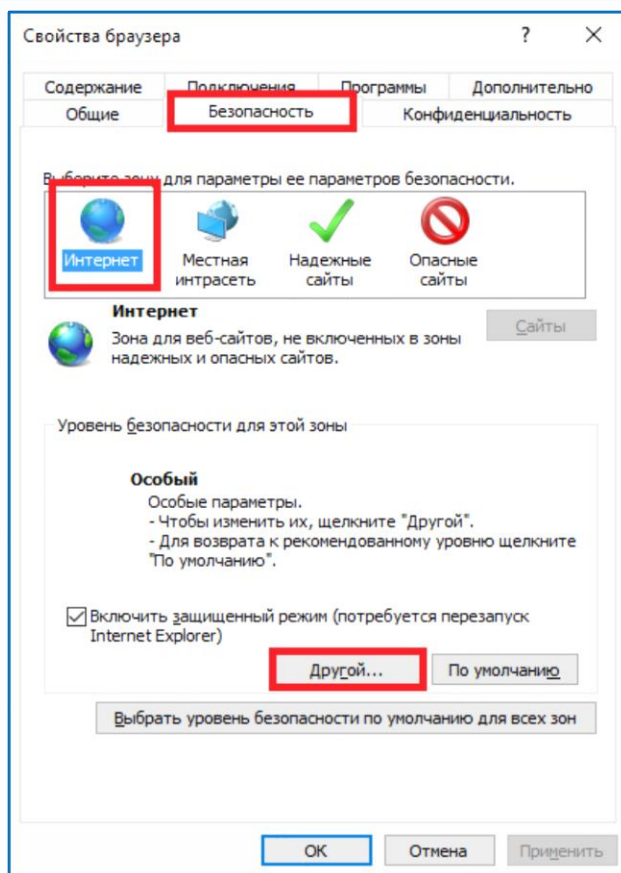 Свойства браузера
Содержание Подключения Программы Дополнительно
Общие Безопасность Конфиденциальность
Выберите зону для параметры ее параметров безопасности.
Интернет
Местная
интрасеть
Надежные
сайты
Опасные
сайты
Интернет
Зона для веб-сайтов, не включенных в зоны
надежных и опасных сайтов.
Сайты
Уровень безопасности для этой зоны
Особый
Особые параметры.
- Чтобы изменить их, щелкните "Другой".
- Для возврата к рекомендованному уровню щелкните
"По умолчанию".
Включить защищенный режим (потребуется перезапуск
Internet Explorer)
Другой... По умолчанию
Выбрать уровень безопасности по умолчанию для всех зон
ОК Отмена Применить